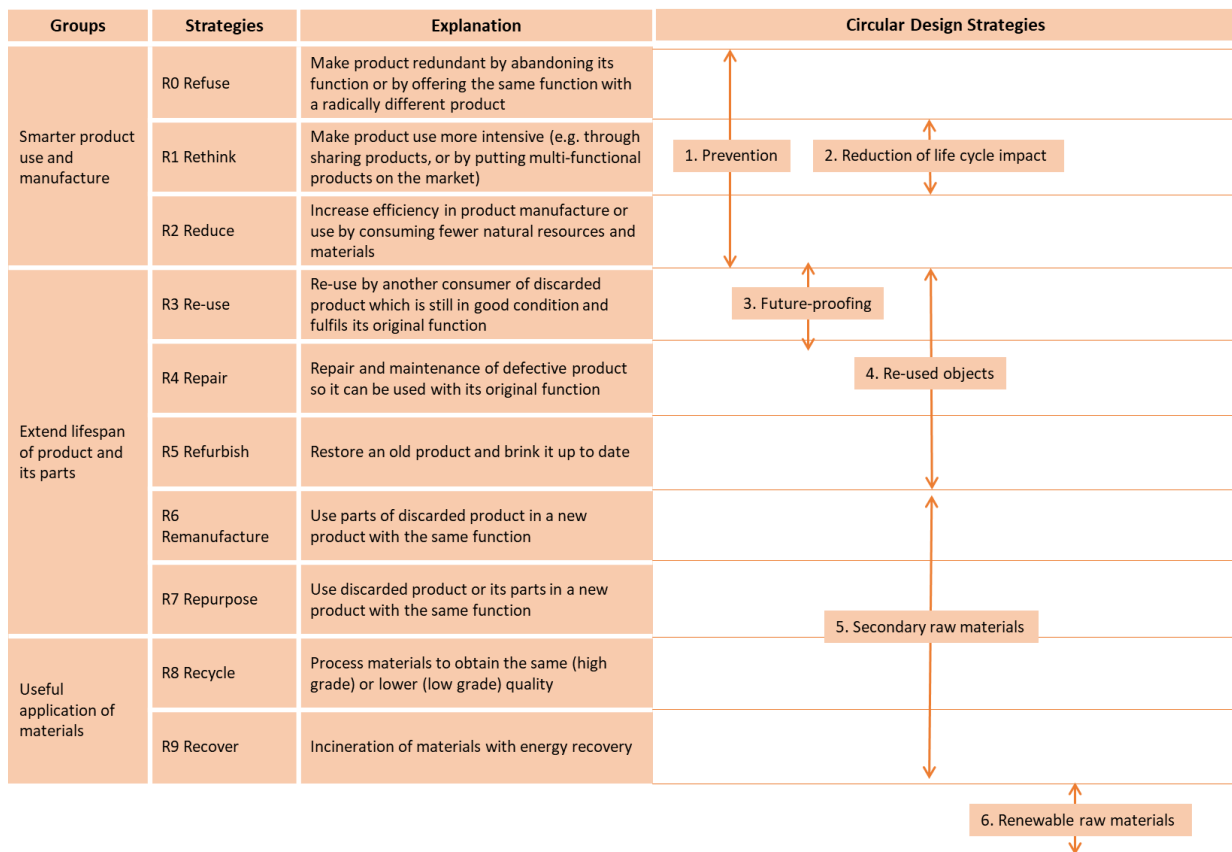 Groups
Strategies
Explanation
Circular Design Strategies
Smarter product
use and
manufacture
R0 Refuse
Make product redundant by abandoning its
function or by offering the same function with
a radically different product
R1 Rethink
Make product use more intensive (e.g. through
sharing products, or by putting multi-functional
products on the market)
1. Prevention
2. Reduction of life cycle impact
R2 Reduce
Increase efficiency in product manufacture or
use by consuming fewer natural resources and
materials
Extend lifespan
of product and
its parts
R3 Re-use
Re-use by another consumer of discarded
product which is still in good condition and
fulfils its original function
3. Future-proofing
R4 Repair
Repair and maintenance of defective product
so it can be used with its original function
4. Re-used objects
R5 Refurbish
Restore an old product and brink it up to date
R6
Remanufacture
Use parts of discarded product in a new
product with the same function
R7 Repurpose
Use discarded product or its parts in a new
product with the same function
5. Secondary raw materials
Useful
application of
materials
R8 Recycle
Process materials to obtain the same (high
grade) or lower (low grade) quality
R9 Recover
Incineration of materials with energy recovery
6. Renewable raw materials